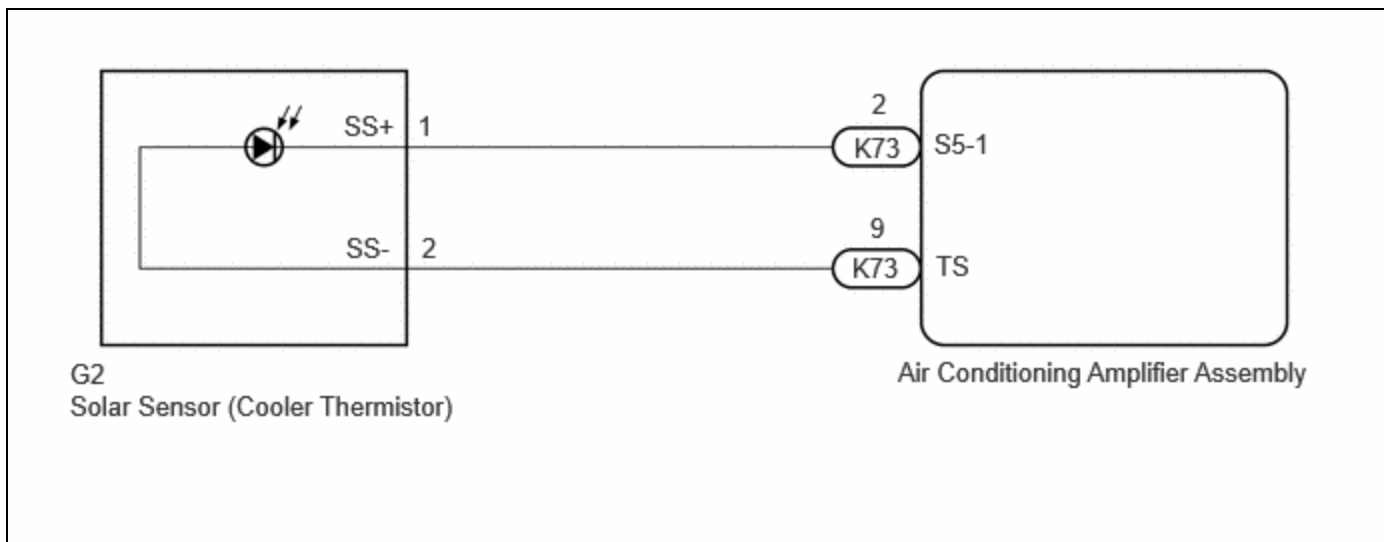 2
SS+ 1
K73 S5-1
9
SS- 2
K73 TS
G2
Solar Sensor (Cooler Thermistor)
Air Conditioning Amplifier Assembly